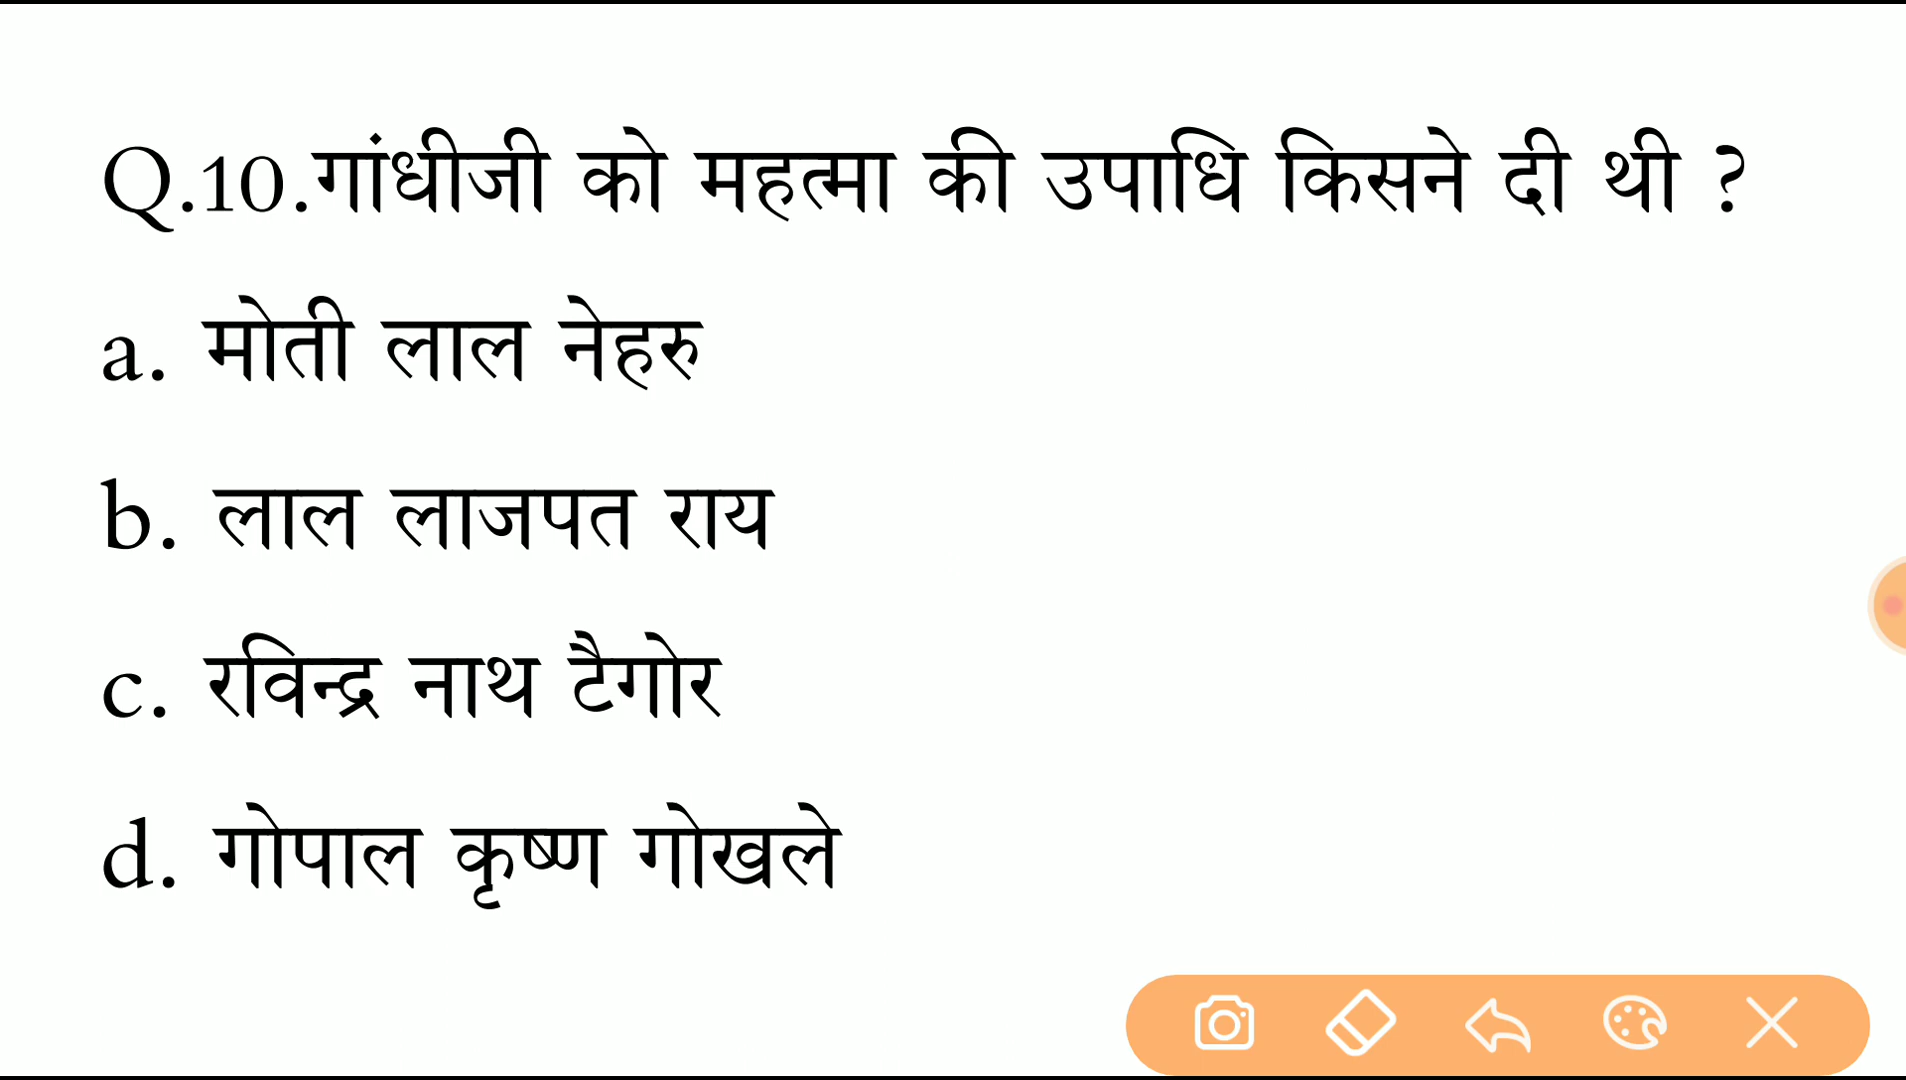 Q.10.गांधीजी को महत्मा की उपाधि किसने दी थी ?
a. मोती लाल नेहरु
b. लाल लाजपत राय
c. रविन्द्र नाथ टैगोर
d. गोपाल कृष्ण गोखले